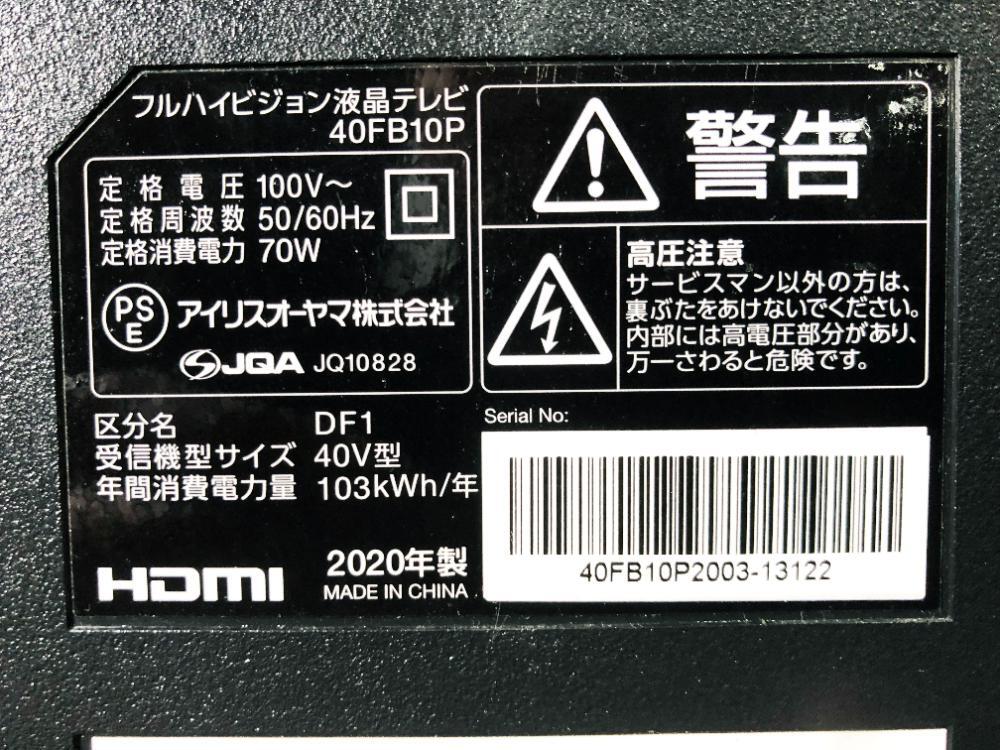 フルハイビジョン液晶テレビ
40FB10P
定格電圧 100V～
定格周波数 50/60Hz
定格消費電力 70W
PS
E
アイリスオーヤマ株式会社
JQA JQ10828
区分名 DF1
受信機型サイズ 40V型
年間消費電力量 103kWh/年
HDMI
2020年製
MADE IN CHINA
警告
高圧注意
サービスマン以外の方は、
裏ぶたをあけないでください。
内部には高電圧部分があり、
万一さわると危険です。
Serial No:
40FB10P2003-13122